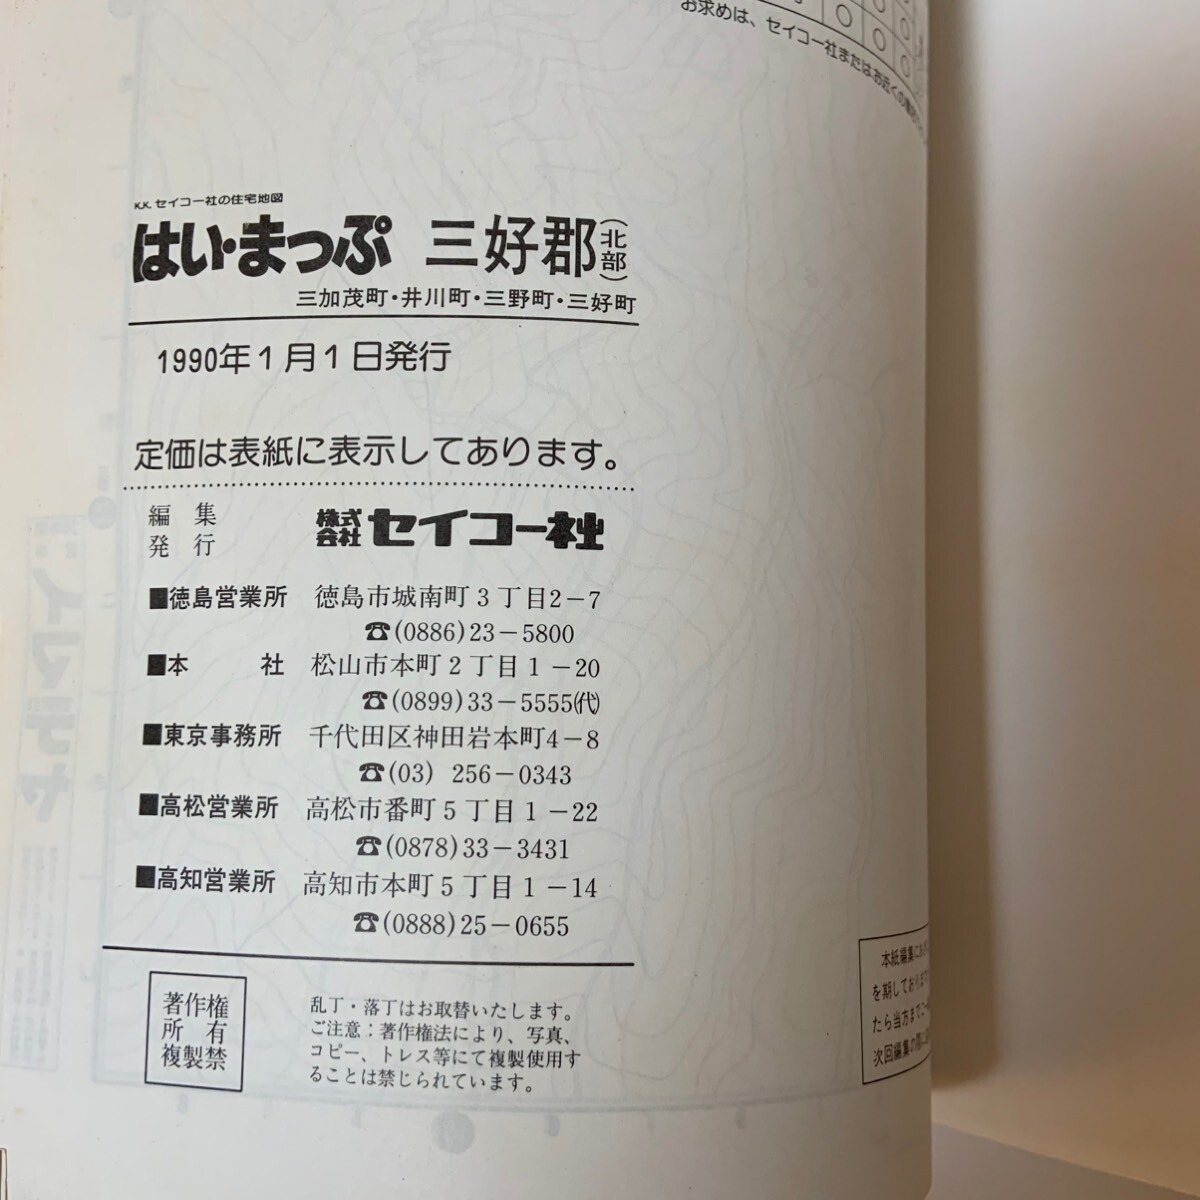 お求めは、セイコー社またはお近くの
K.K. セイコー社の住宅地図
はい・まっぷ 三好郡(北部)
三加茂町・井川町・三野町・三好町
1990年1月1日発行
定価は表紙に表示してあります。
編 集
発 行
株式会社 セイコー社
■徳島営業所 徳島市城南町3丁目2-7
☎(0886)23-5800
■本 社 松山市本町2丁目1-20
☎(0899)33-5555(代)
■東京事務所 千代田区神田岩本町4-8
☎(03) 256-0343
■高松営業所 高松市番町5丁目1-22
☎(0878)33-3431
■高知営業所 高知市本町5丁目1-14
☎(0888)25-0655
著作権
所 有
複製禁
乱丁・落丁はお取替いたします。
ご注意：著作権法により、写真、
コピー、トレス等にて複製使用す
ることは禁じられています。
本紙編集に
を期しておりま
たら当方まで
次回編集の